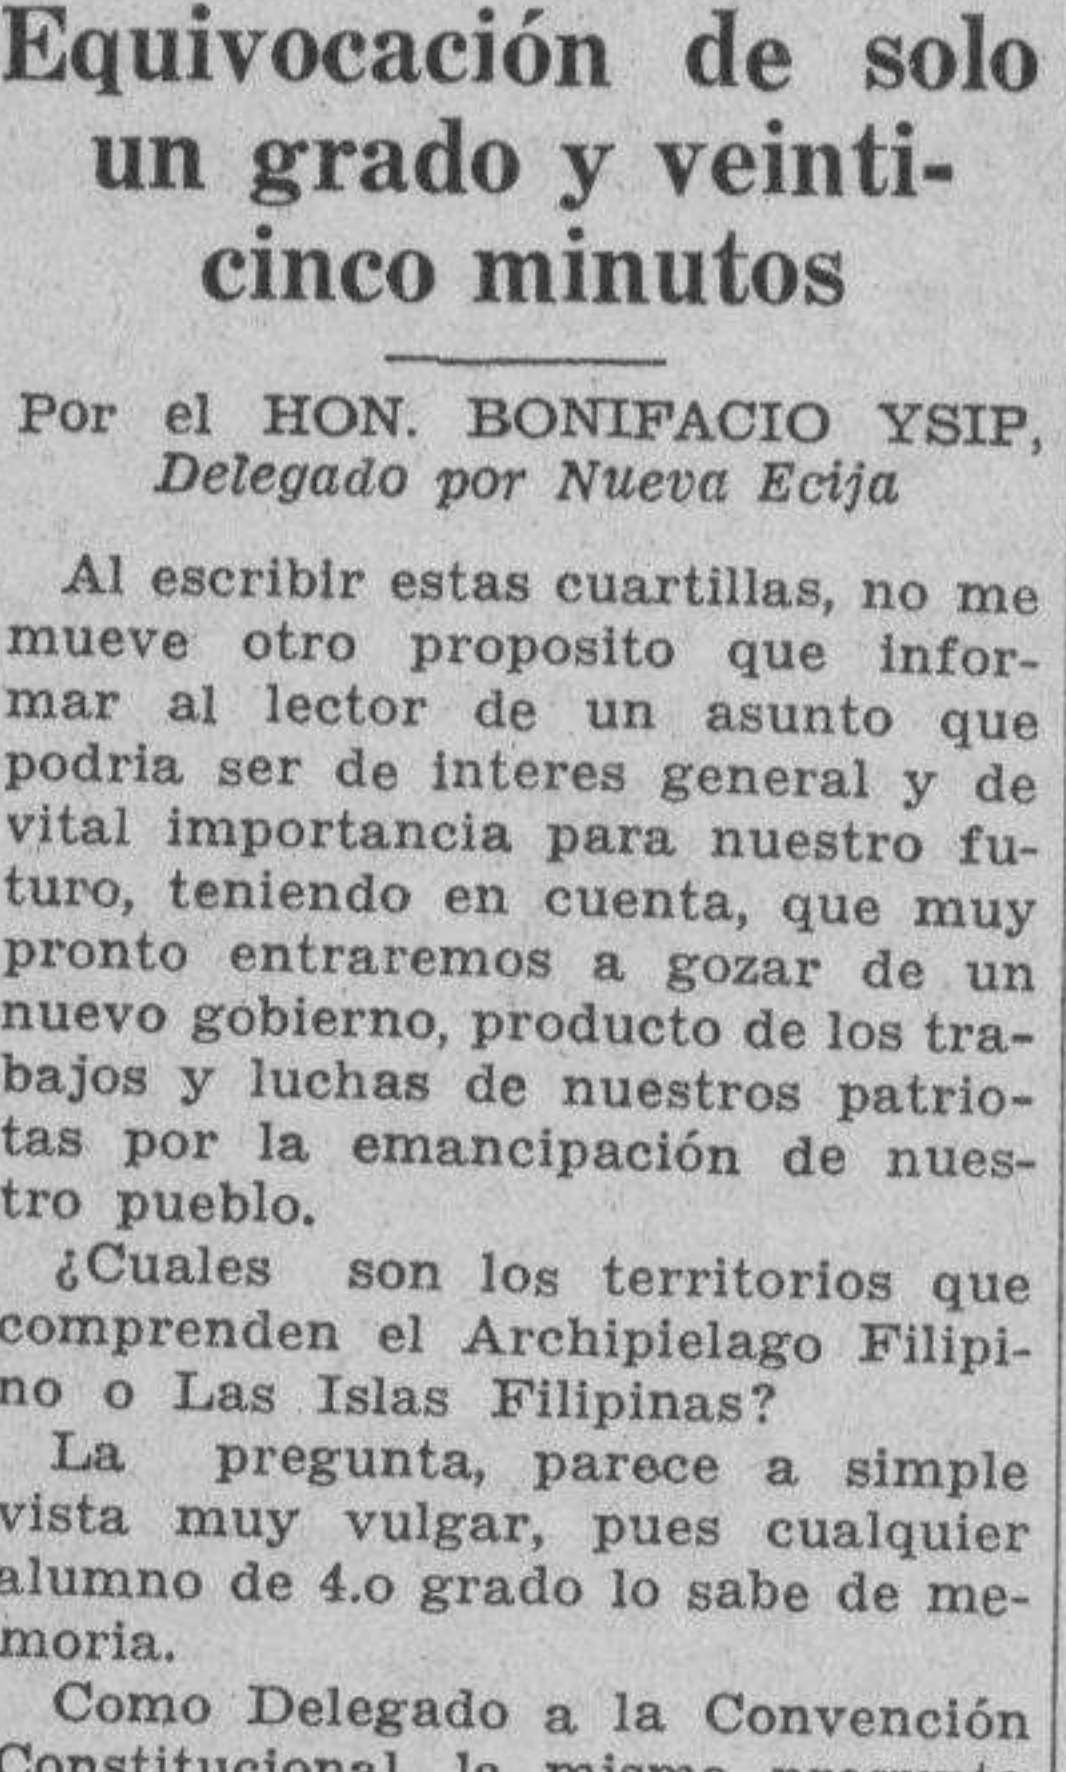 Equivocación de solo
un grado y veinti-
cinco minutos
Por el HON. BONIFACIO YSIP,
Delegado por Nueva Ecija
Al escribir estas cuartillas, no me
mueve otro proposito que infor-
mar al lector de un asunto que
podria ser de interes general y de
vital importancia para nuestro fu-
turo, teniendo en cuenta, que muy
pronto entraremos a gozar de un
nuevo gobierno, producto de los tra-
bajos y luchas de nuestros patrio-
tas por la emancipación de nues-
tro pueblo.
¿Cuales son los territorios que
comprenden el Archipielago Filipi-
no o Las Islas Filipinas?
La pregunta, parece a simple
vista muy vulgar, pues cualquier
alumno de 4.o grado lo sabe de me-
moria.
Como Delegado a la Convención
Constitucional la misma pregunta